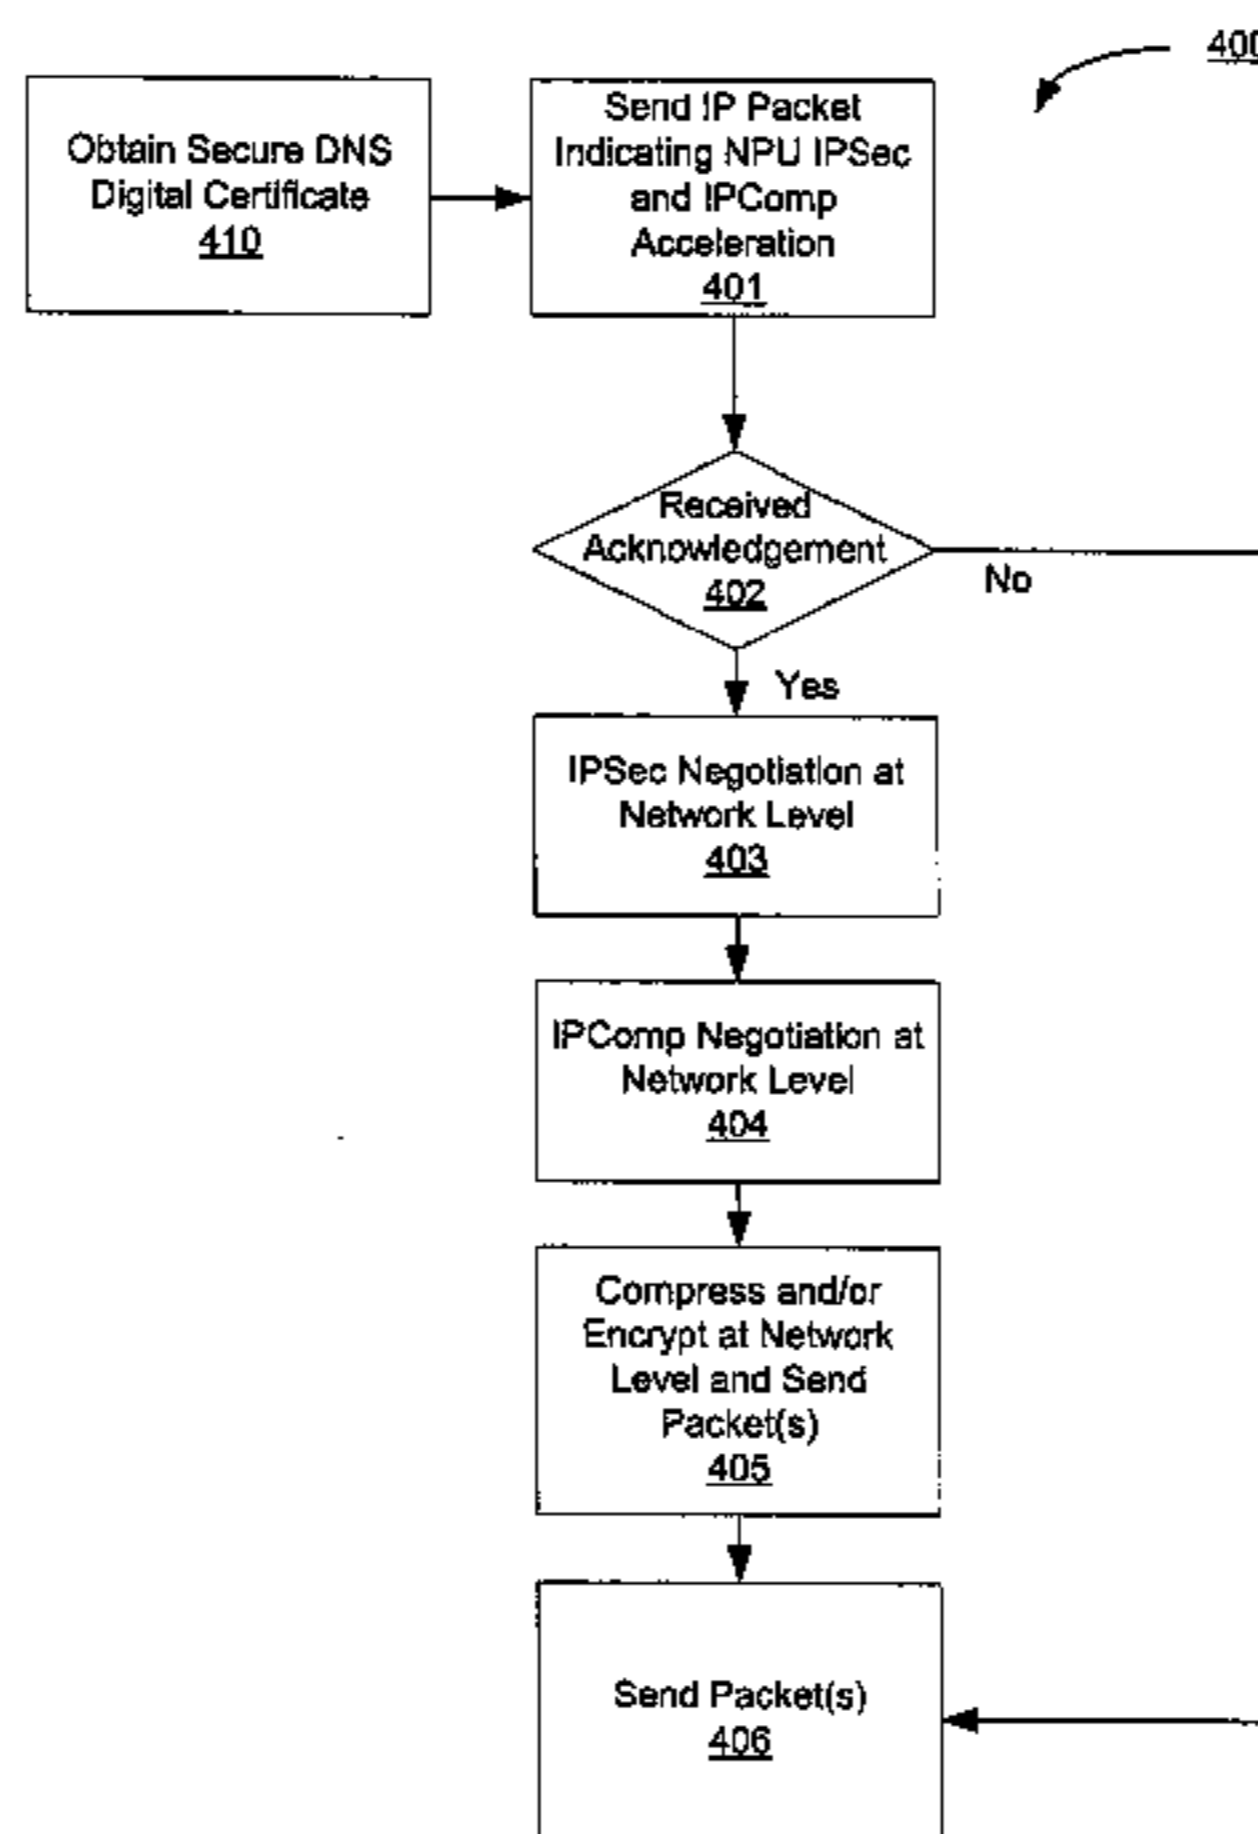 400
Obtain Secure DNS
Digital Certificate
410
Send IP Packet
Indicating NPU IPSec
and IPComp
Acceleration
401
Received
Acknowledgement
402
No
Yes
IPSec Negotiation at
Network Level
403
IPComp Negotiation at
Network Level
404
Compress and/or
Encrypt at Network
Level and Send
Packet(s)
405
Send Packet(s)
406